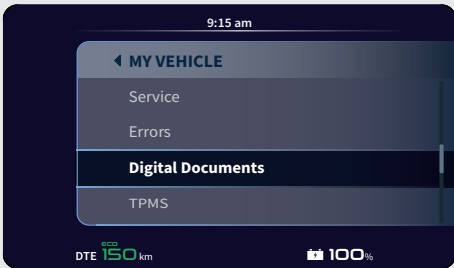 9:15 am
MY VEHICLE
Service
Errors
Digital Documents
TPMS
ECO
DTE 150 km
100%